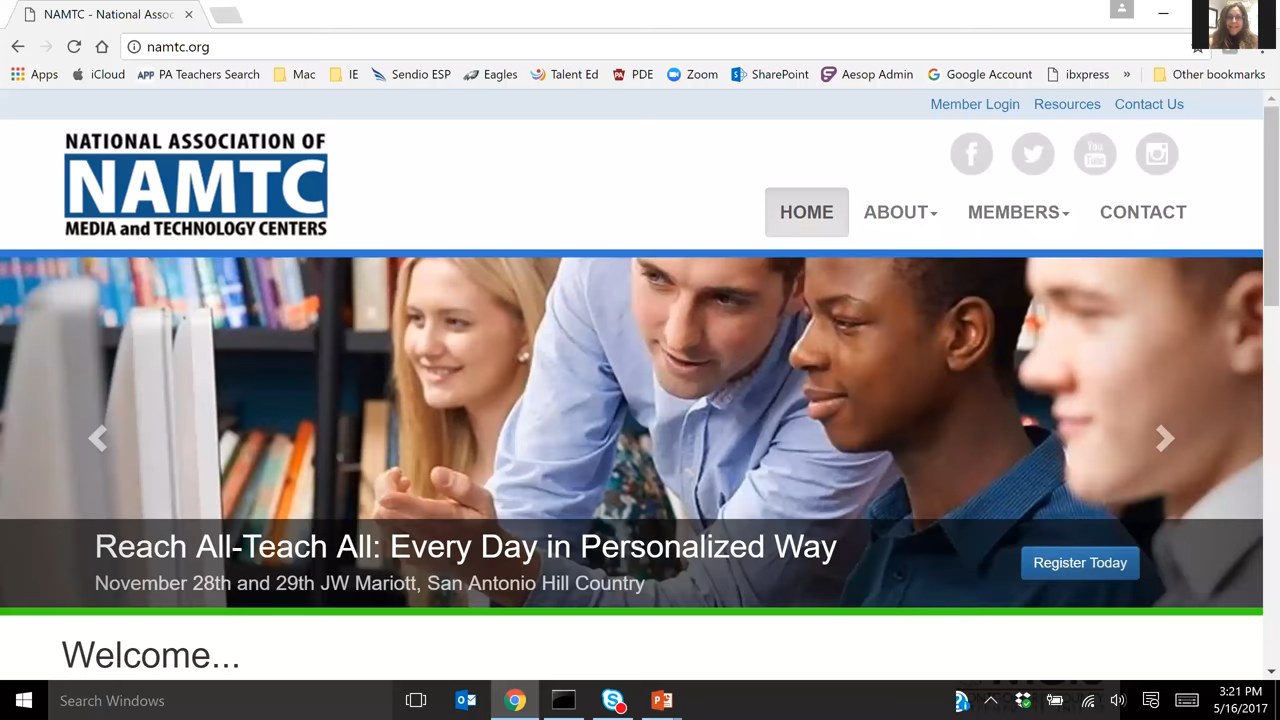 NAMTC - National Assoc
namtc.org
Apps
iCloud
APP PA Teachers Search
Mac
IE
Sendio ESP
Eagles
Talent Ed
PDE
Zoom
SharePoint
Aesop Admin
Google Account
ibxpress
»
Other bookmarks
Member Login
Resources
Contact Us
NATIONAL ASSOCIATION OF
NAMTC
MEDIA and TECHNOLOGY CENTERS
You
Tube
HOME
ABOUT
MEMBERS
CONTACT
Reach All-Teach All: Every Day in Personalized Way
November 28th and 29th JW Mariott, San Antonio Hill Country
Register Today
Welcome...
Search Windows
3:21 PM
5/16/2017